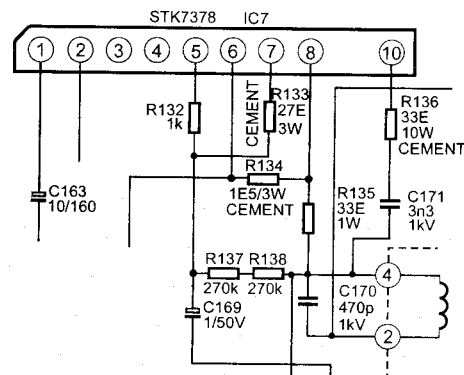 STK7378 IC7
1 2 3 4 5 6 7 8 10
R132
1k
CEMENT
R133
27E
3W
R136
33E
10W
CEMENT
R134
1E5/3W
CEMENT
C163
10/160
R135
33E
1W
C171
3n3
1kV
R137 R138
270k 270k
4
C169
1/50V
C170
470p
1kV
2